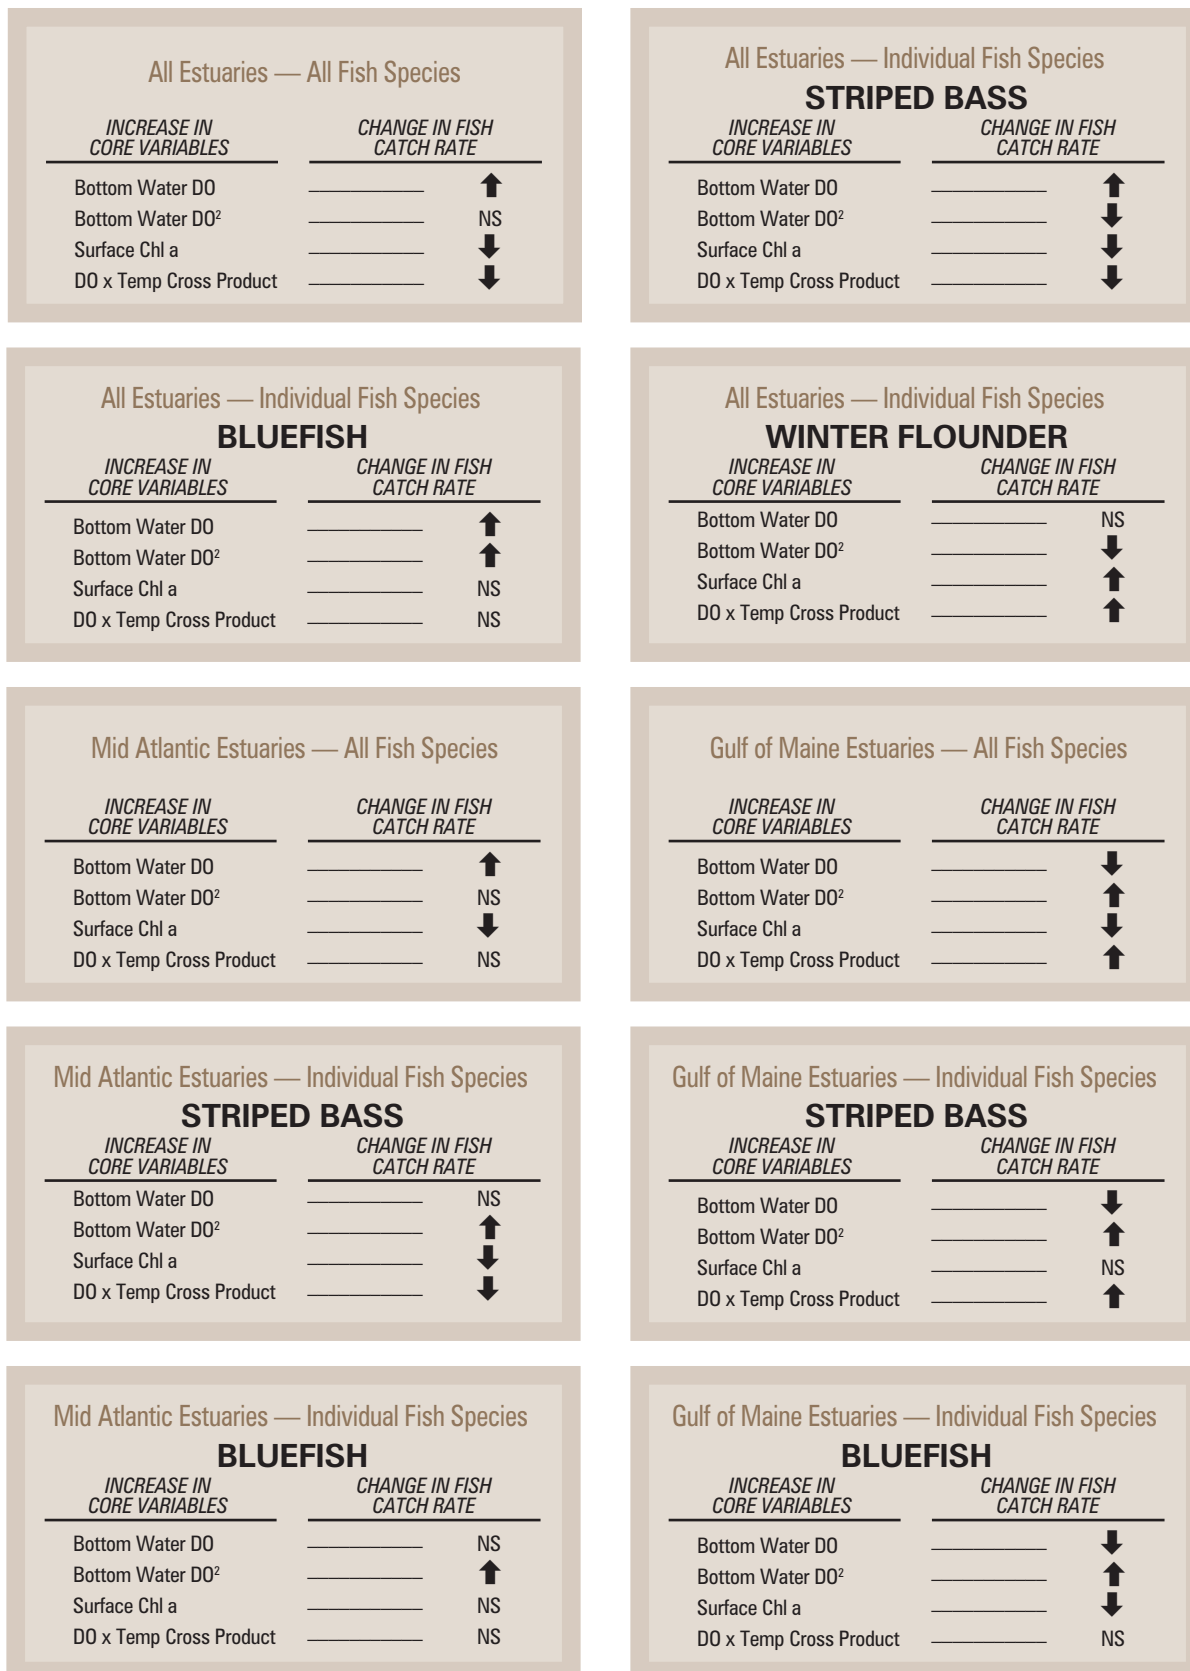 All Estuaries — All Fish Species
INCREASE IN CORE VARIABLES
CHANGE IN FISH CATCH RATE
Bottom Water DO ⬆
Bottom Water DO² NS
Surface Chl a ⬇
DO x Temp Cross Product ⬇
All Estuaries — Individual Fish Species
STRIPED BASS
INCREASE IN CORE VARIABLES
CHANGE IN FISH CATCH RATE
Bottom Water DO ⬆
Bottom Water DO² ⬇
Surface Chl a ⬇
DO x Temp Cross Product ⬇
All Estuaries — Individual Fish Species
BLUEFISH
INCREASE IN CORE VARIABLES
CHANGE IN FISH CATCH RATE
Bottom Water DO ⬆
Bottom Water DO² ⬆
Surface Chl a NS
DO x Temp Cross Product NS
All Estuaries — Individual Fish Species
WINTER FLOUNDER
INCREASE IN CORE VARIABLES
CHANGE IN FISH CATCH RATE
Bottom Water DO NS
Bottom Water DO² ⬇
Surface Chl a ⬆
DO x Temp Cross Product ⬆
Mid Atlantic Estuaries — All Fish Species
INCREASE IN CORE VARIABLES
CHANGE IN FISH CATCH RATE
Bottom Water DO ⬆
Bottom Water DO² NS
Surface Chl a ⬇
DO x Temp Cross Product NS
Gulf of Maine Estuaries — All Fish Species
INCREASE IN CORE VARIABLES
CHANGE IN FISH CATCH RATE
Bottom Water DO ⬇
Bottom Water DO² ⬆
Surface Chl a ⬇
DO x Temp Cross Product ⬆
Mid Atlantic Estuaries — Individual Fish Species
STRIPED BASS
INCREASE IN CORE VARIABLES
CHANGE IN FISH CATCH RATE
Bottom Water DO NS
Bottom Water DO² ⬆
Surface Chl a ⬇
DO x Temp Cross Product ⬇
Gulf of Maine Estuaries — Individual Fish Species
STRIPED BASS
INCREASE IN CORE VARIABLES
CHANGE IN FISH CATCH RATE
Bottom Water DO ⬇
Bottom Water DO² ⬆
Surface Chl a NS
DO x Temp Cross Product ⬆
Mid Atlantic Estuaries — Individual Fish Species
BLUEFISH
INCREASE IN CORE VARIABLES
CHANGE IN FISH CATCH RATE
Bottom Water DO NS
Bottom Water DO² ⬆
Surface Chl a NS
DO x Temp Cross Product NS
Gulf of Maine Estuaries — Individual Fish Species
BLUEFISH
INCREASE IN CORE VARIABLES
CHANGE IN FISH CATCH RATE
Bottom Water DO ⬇
Bottom Water DO² ⬆
Surface Chl a ⬇
DO x Temp Cross Product NS